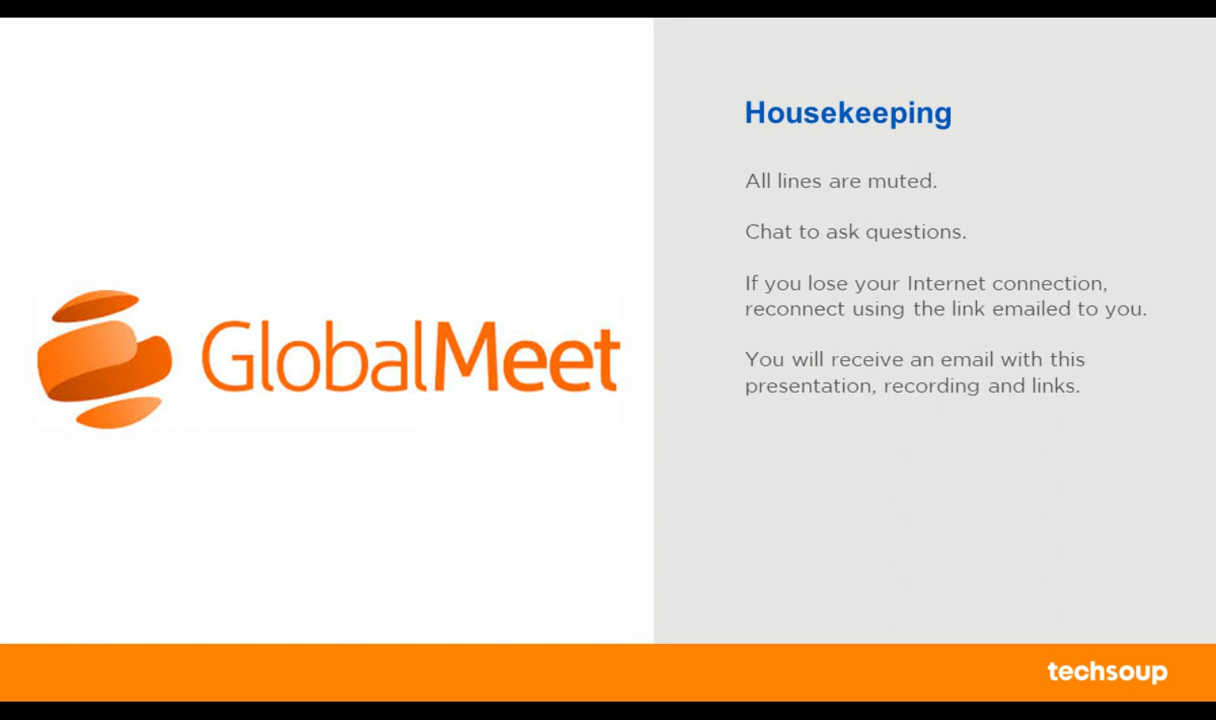 GlobalMeet
Housekeeping
All lines are muted.
Chat to ask questions.
If you lose your Internet connection,
reconnect using the link emailed to you.
You will receive an email with this
presentation, recording and links.
techsoup